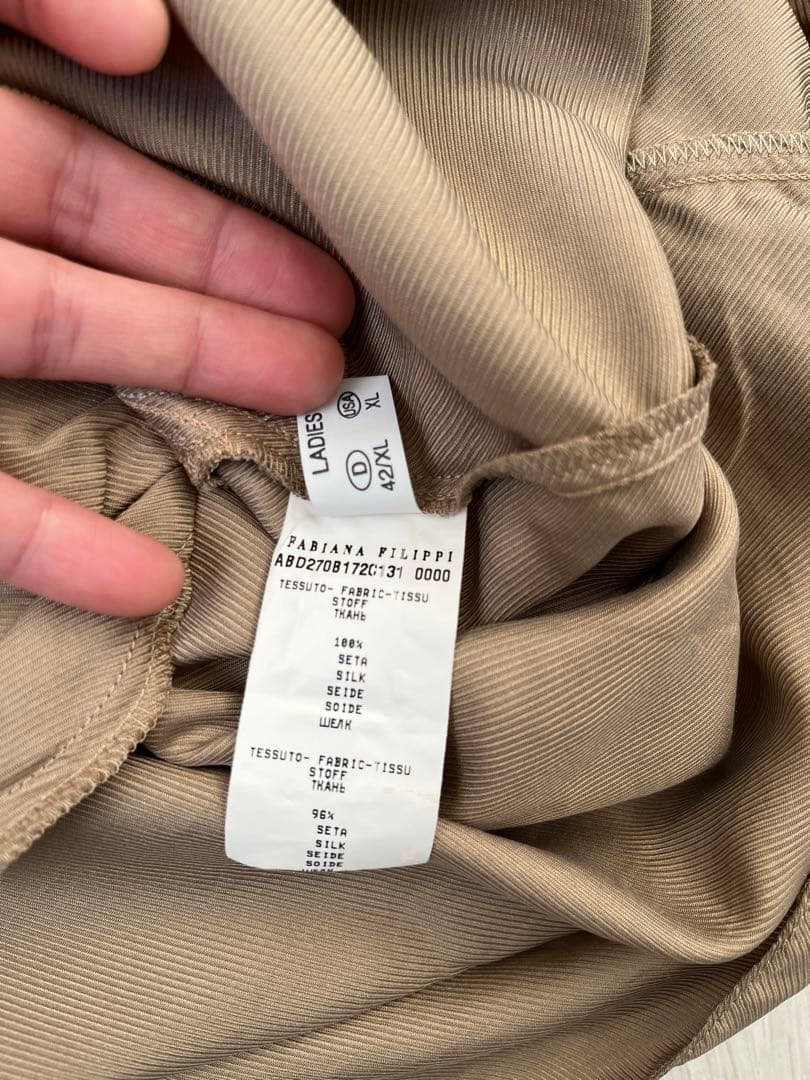 LADIES
USA XL
D 42/XL
FABIANA FILIPPI
ABD270B172C131 0000
TESSUTO- FABRIC-TISSU
STOFF
ТКАНЬ
100%
SETA
SILK
SEIDE
SOIDE
ШЕЛК
TESSUTO- FABRIC-TISSU
STOFF
ТКАНЬ
96%
SETA
SILK
SEIDE
SOIDE